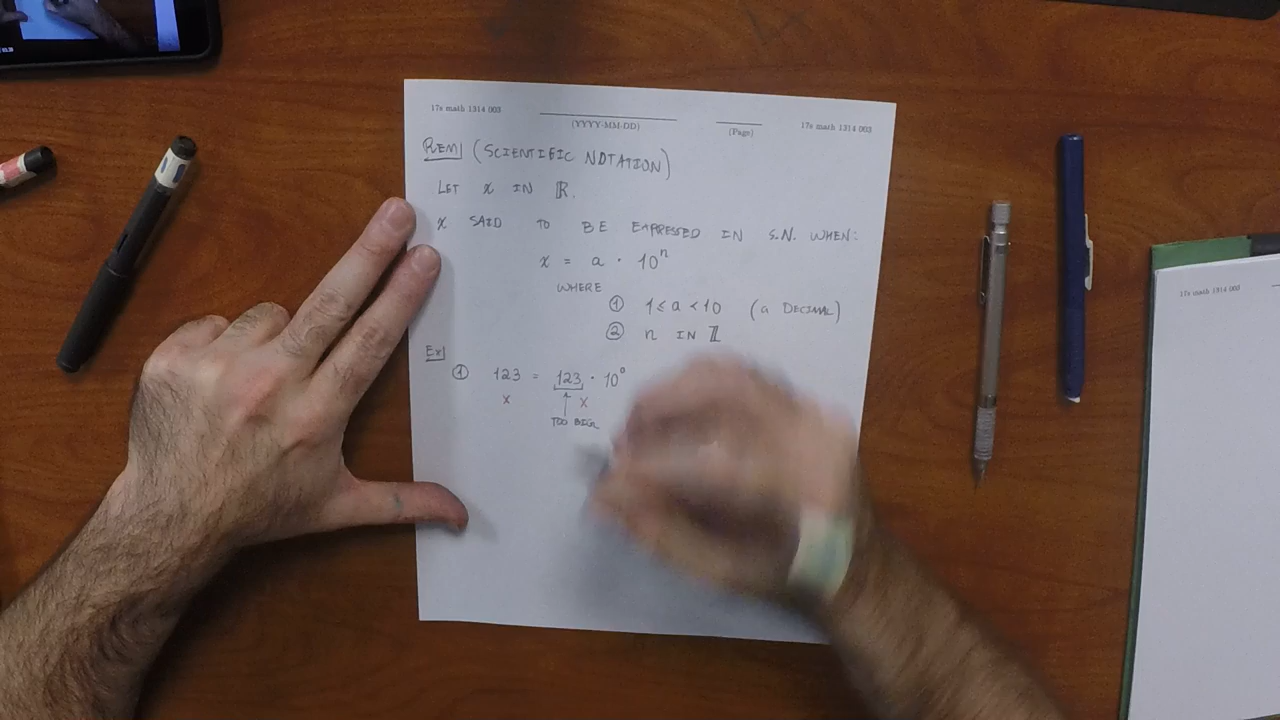 17s math 1314 003 (YYYY-MM-DD) (Page) 17s math 1314 003
REM (SCIENTIFIC NOTATION)
LET x IN ℝ.
x SAID TO BE EXPRESSED IN S.N. WHEN:
x = a · 10ⁿ
WHERE
① 1 ≤ a < 10 (a DECIMAL)
② n IN ℤ
Ex
① 123 = 123 · 10⁰
x x
TOO BIG
17s math 1314 003